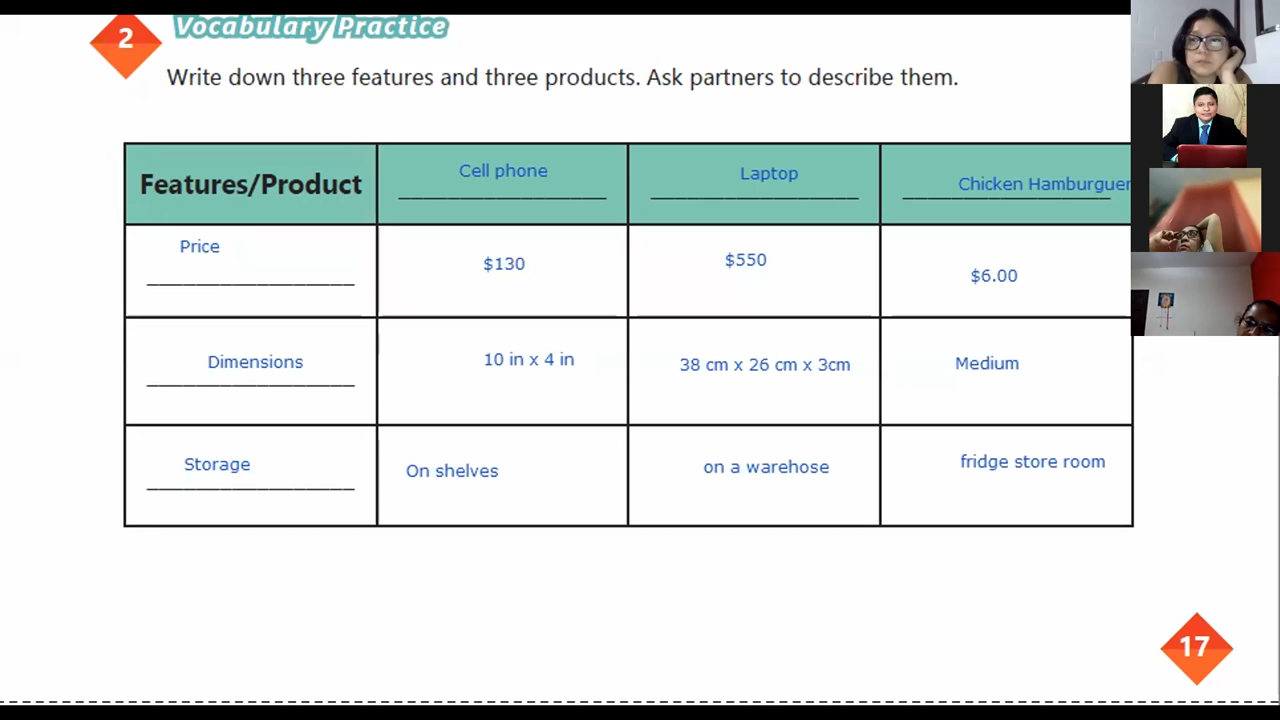 2
Vocabulary Practice
Write down three features and three products. Ask partners to describe them.
Features/Product
Cell phone
Laptop
Chicken Hamburguer
Price
$130
$550
$6.00
Dimensions
10 in x 4 in
38 cm x 26 cm x 3cm
Medium
Storage
On shelves
on a warehose
fridge store room
17